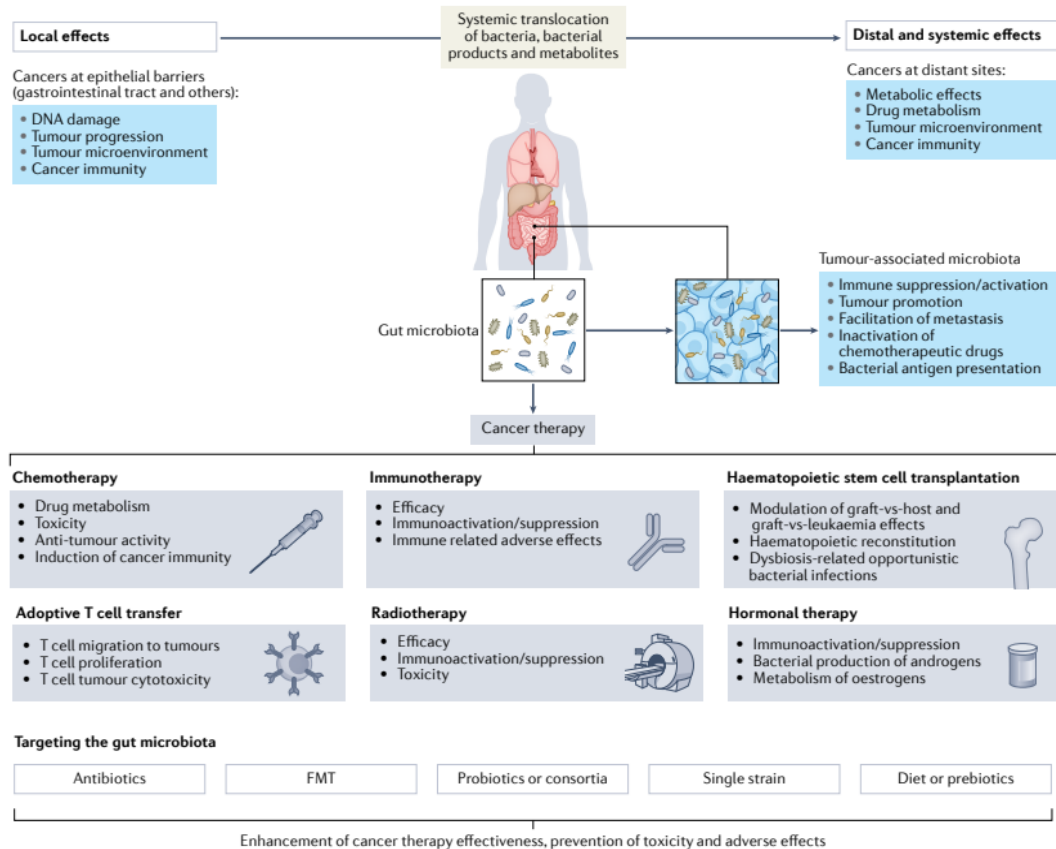 Local effects
Systemic translocation
of bacteria, bacterial
products and metabolites
Distal and systemic effects
Cancers at epithelial barriers
(gastrointestinal tract and others):
• DNA damage
• Tumour progression
• Tumour microenvironment
• Cancer immunity
Cancers at distant sites:
• Metabolic effects
• Drug metabolism
• Tumour microenvironment
• Cancer immunity
Gut microbiota
Tumour-associated microbiota
• Immune suppression/activation
• Tumour promotion
• Facilitation of metastasis
• Inactivation of
chemotherapeutic drugs
• Bacterial antigen presentation
Cancer therapy
Chemotherapy
• Drug metabolism
• Toxicity
• Anti-tumour activity
• Induction of cancer immunity
Immunotherapy
• Efficacy
• Immunoactivation/suppression
• Immune related adverse effects
Haematopoietic stem cell transplantation
• Modulation of graft-vs-host and
graft-vs-leukaemia effects
• Haematopoietic reconstitution
• Dysbiosis-related opportunistic
bacterial infections
Adoptive T cell transfer
• T cell migration to tumours
• T cell proliferation
• T cell tumour cytotoxicity
Radiotherapy
• Efficacy
• Immunoactivation/suppression
• Toxicity
Hormonal therapy
• Immunoactivation/suppression
• Bacterial production of androgens
• Metabolism of oestrogens
Targeting the gut microbiota
Antibiotics
FMT
Probiotics or consortia
Single strain
Diet or prebiotics
Enhancement of cancer therapy effectiveness, prevention of toxicity and adverse effects